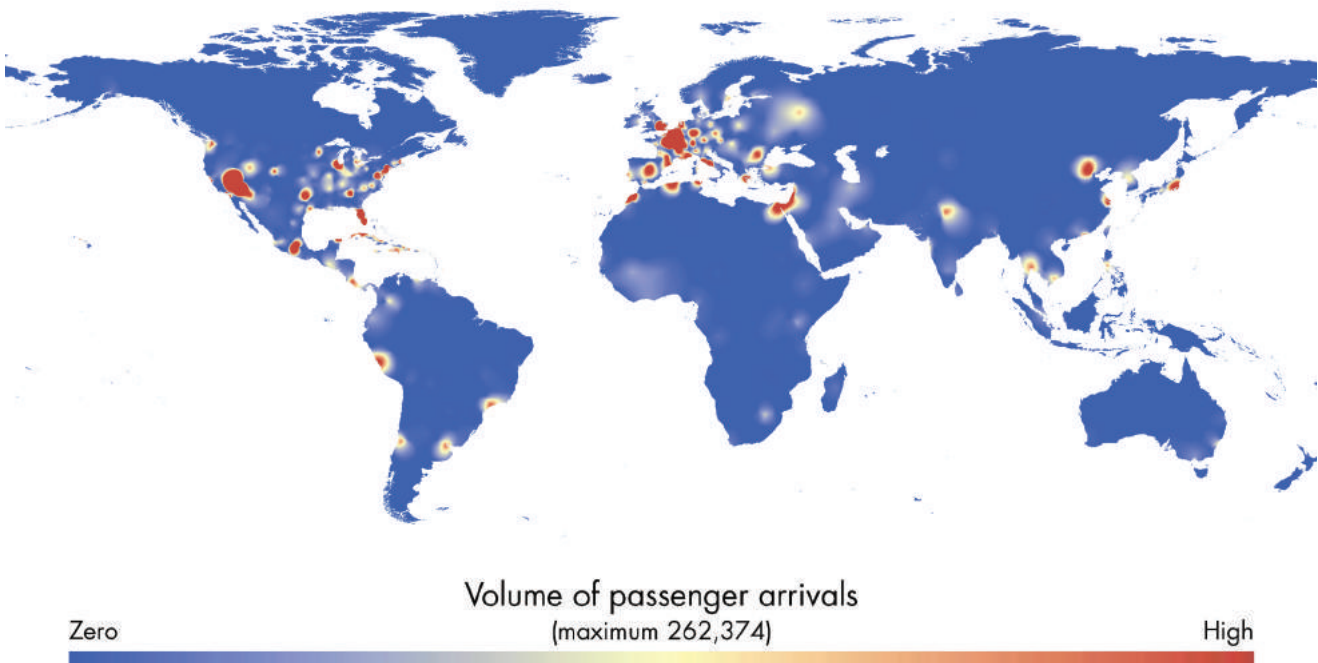 Volume of passenger arrivals
Zero (maximum 262,374) High